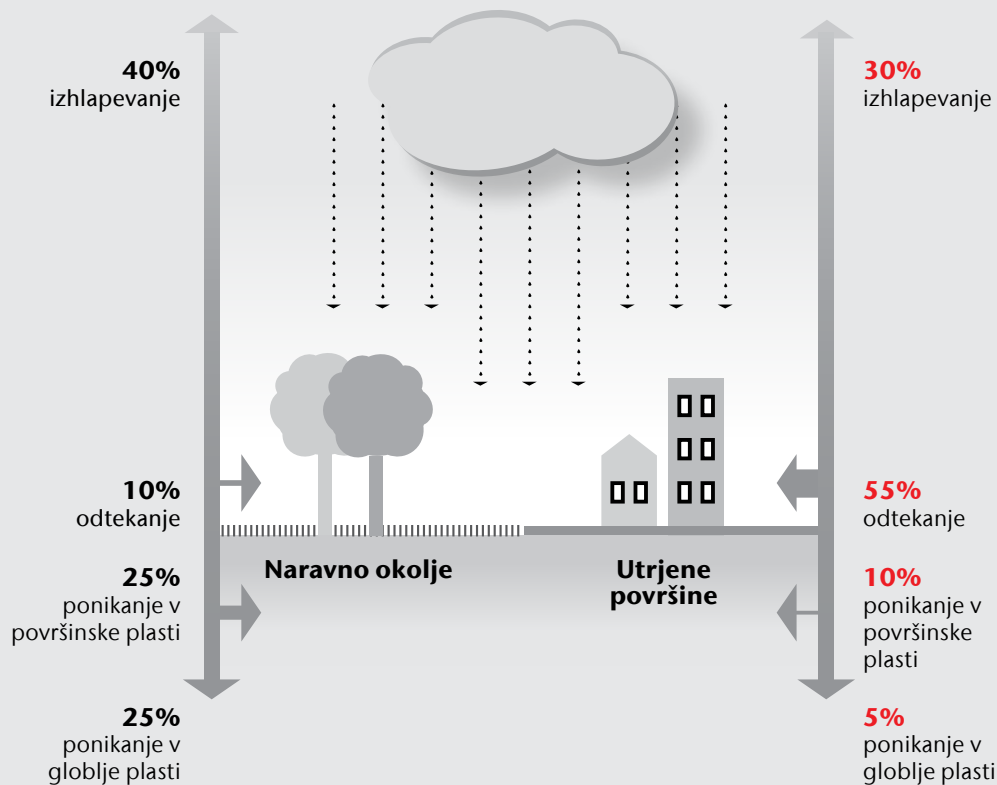 40%
izhlapevanje
30%
izhlapevanje
10%
odtekanje
55%
odtekanje
Naravno okolje
Utrjene
površine
25%
ponikanje v
površinske plasti
10%
ponikanje v
površinske
plasti
25%
ponikanje v
globlje plasti
5%
ponikanje v
globlje plasti